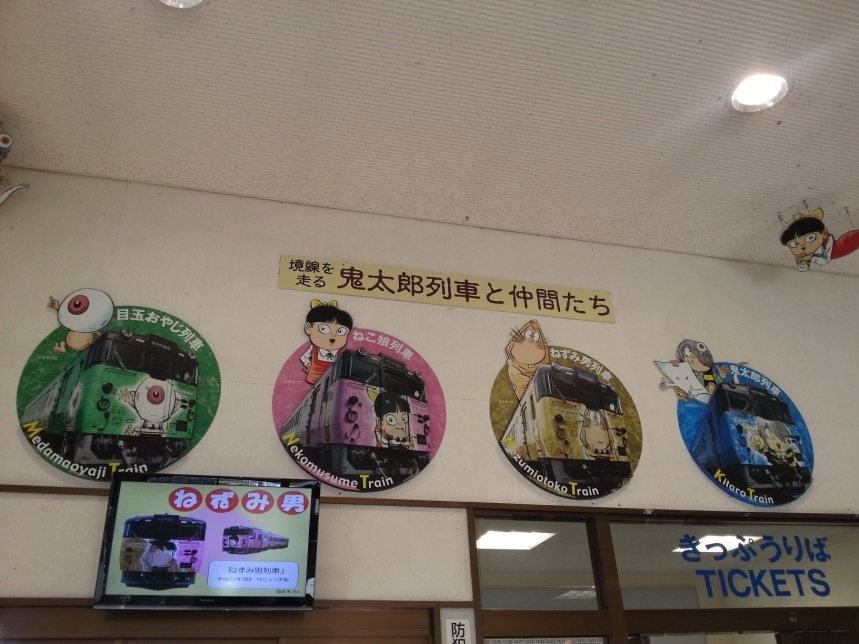 境線を
走る
鬼太郎列車と仲間たち
目玉おやじ列車
Medamaoyaji Train
ねこ娘列車
Nekomusume Train
ねずみ男列車
Nezumiotoko Train
鬼太郎列車
Kitaro Train
ねずみ男
「ねずみ男列車」
きっぷうりば
TICKETS
防犯